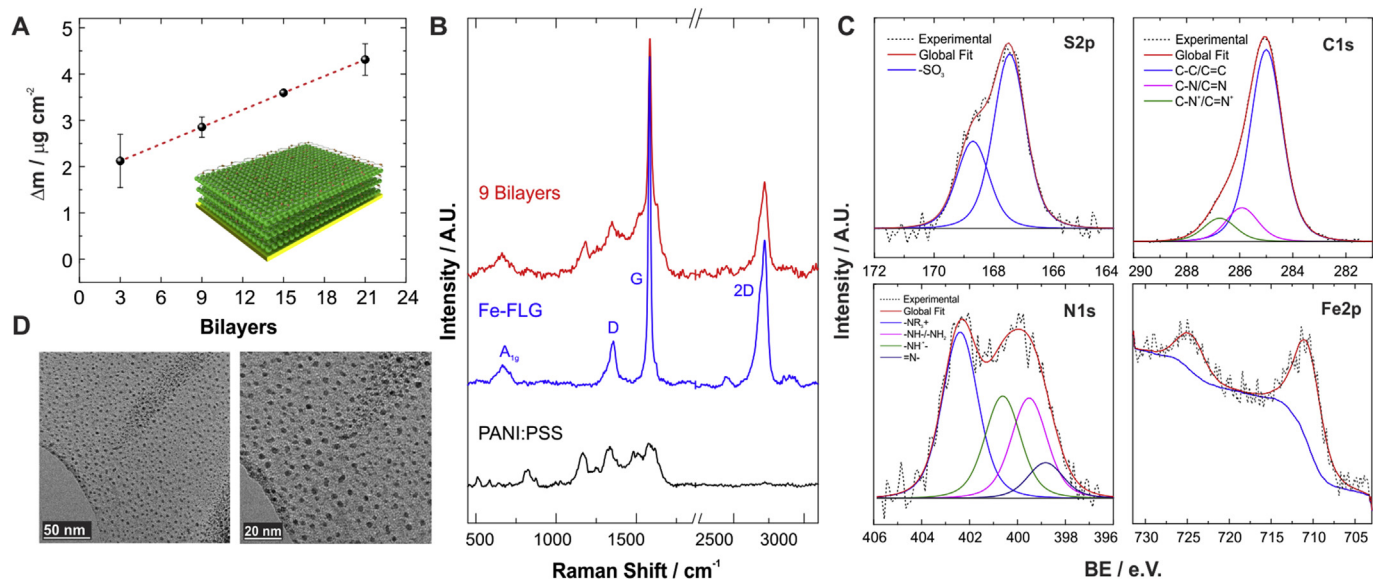 A
Δm / µg cm⁻²
5
4
3
2
1
0
0 3 6 9 12 15 18 21 24
Bilayers
B
Intensity / A.U.
9 Bilayers
Fe-FLG
A₁g
D
G
2D
PANI:PSS
500 1000 1500 2500 3000
Raman Shift / cm⁻¹
C
Intensity / A.U.
Experimental
Global Fit
-SO₃
S2p
172 170 168 166 164
Experimental
Global Fit
C-C/C=C
C-N/C=N
C-N⁺/C=N⁺
C1s
290 288 286 284 282
Experimental
Global Fit
-NR₃+
-NH-/-NH₂
-NH⁺-
=N-
N1s
406 404 402 400 398 396
Fe2p
730 725 720 715 710 705
BE / e.V.
D
50 nm
20 nm